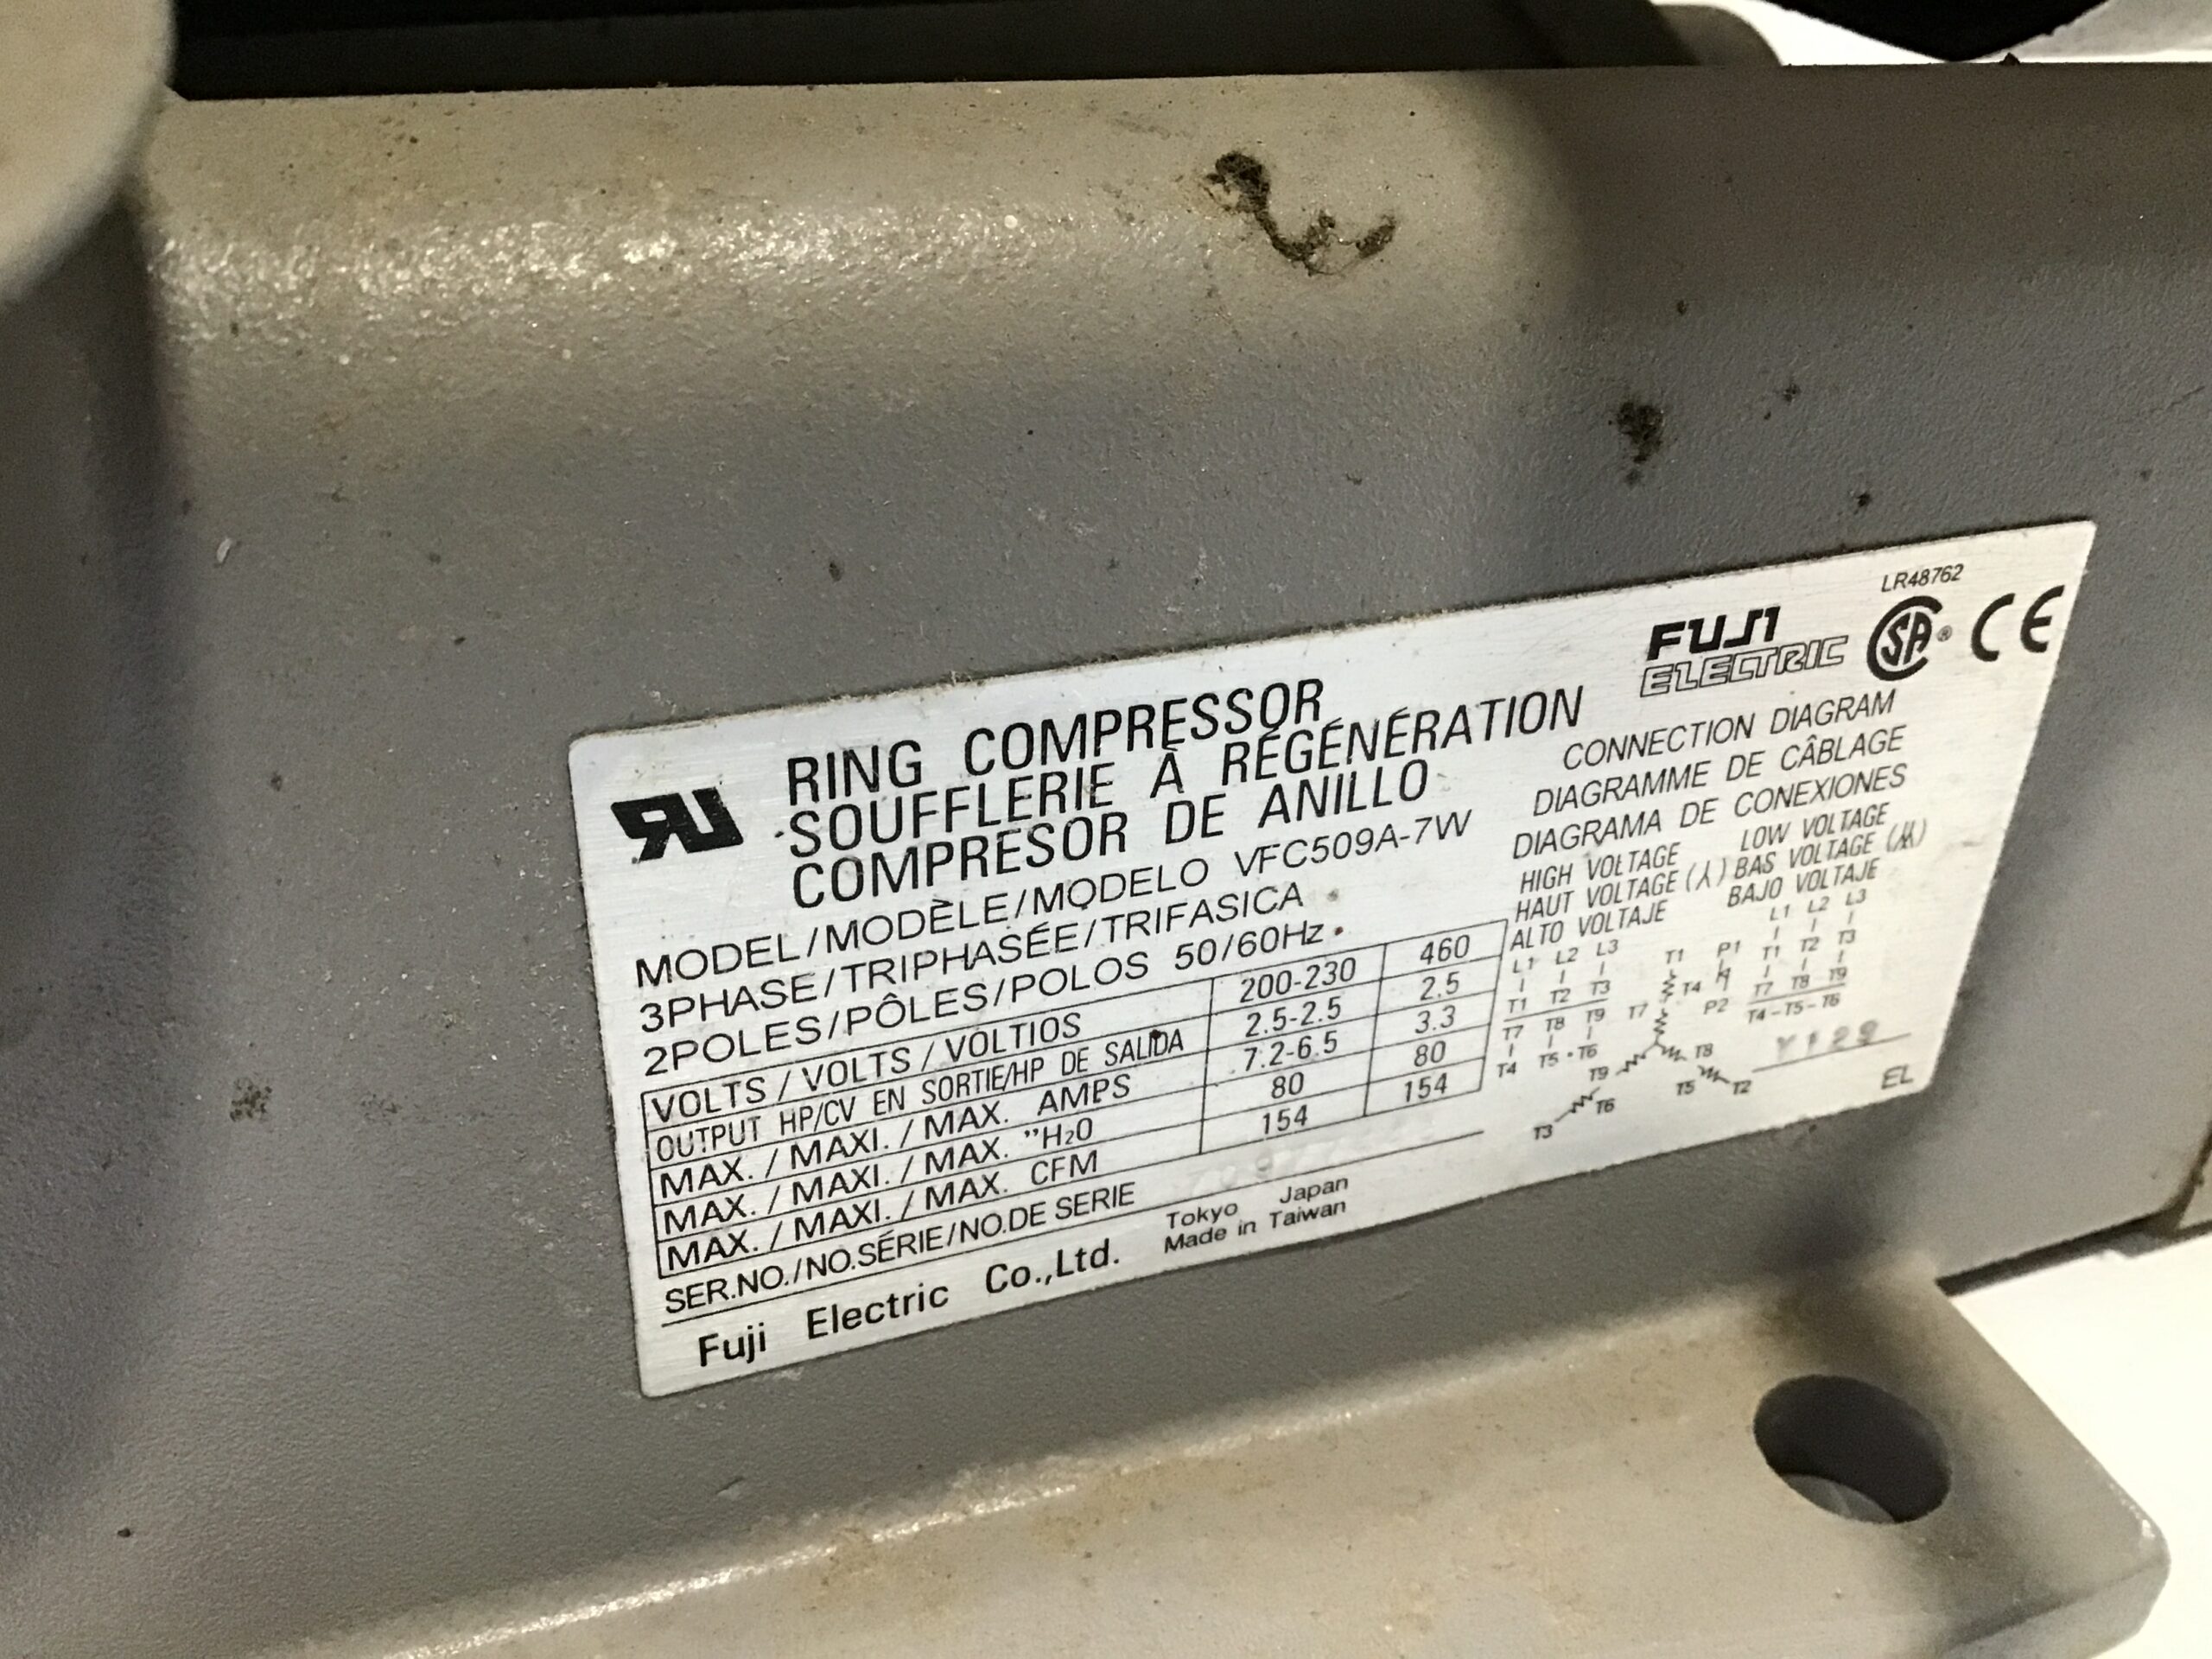 LR48762
FUJI
ELECTRIC
SA ® CE
RU
RING COMPRESSOR
SOUFFLERIE À RÉGÉNÉRATION
COMPRESOR DE ANILLO
MODEL/MODÈLE/MODELO VFC509A-7W
3PHASE/TRIPHASÉE/TRIFASICA
2POLES/PÔLES/POLOS 50/60Hz
VOLTS/VOLTS/VOLTIOS 200-230 460
OUTPUT HP/CV EN SORTIE/HP DE SALIDA 2.5-2.5 2.5
MAX./MAXI./MAX. AMPS 7.2-6.5 3.3
MAX./MAXI./MAX. "H₂O 80 80
MAX./MAXI./MAX. CFM 154 154
SER.NO./NO.SÉRIE/NO.DE SERIE
Fuji Electric Co.,Ltd.
Tokyo Japan
Made in Taiwan
CONNECTION DIAGRAM
DIAGRAMME DE CÂBLAGE
DIAGRAMA DE CONEXIONES
HIGH VOLTAGE LOW VOLTAGE
HAUT VOLTAGE (人) BAS VOLTAGE (人人)
ALTO VOLTAJE BAJO VOLTAJE
L1 L2 L3
T1 T2 T3
T7 T8 T9
T4 T5・T6
T1
T4
T7
T8
T9
T5 T2
T6
T3
P1
P2
L1 L2 L3
T1 T2 T3
T7 T8 T9
T4-T5-T6
Y129
EL